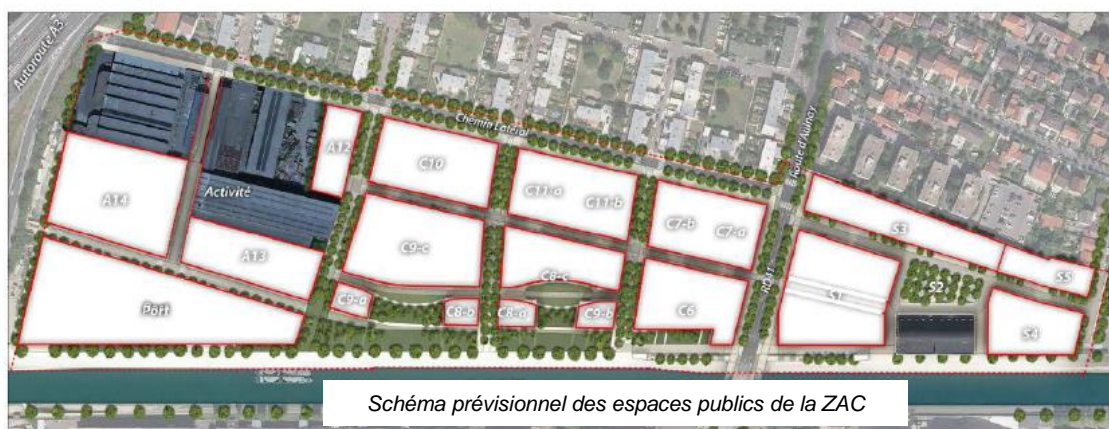 Autoroute A3
Chemin Latéral
Route d'Aulnay
RD41
Activité
A12
A14
A13
Port
C10
C11-a
C11-b
C7-b
C7-a
C9-c
C8-c
C9-a
C8-b
C8-a
C9-b
C6
S3
S5
S1
S2
S4
Schéma prévisionnel des espaces publics de la ZAC